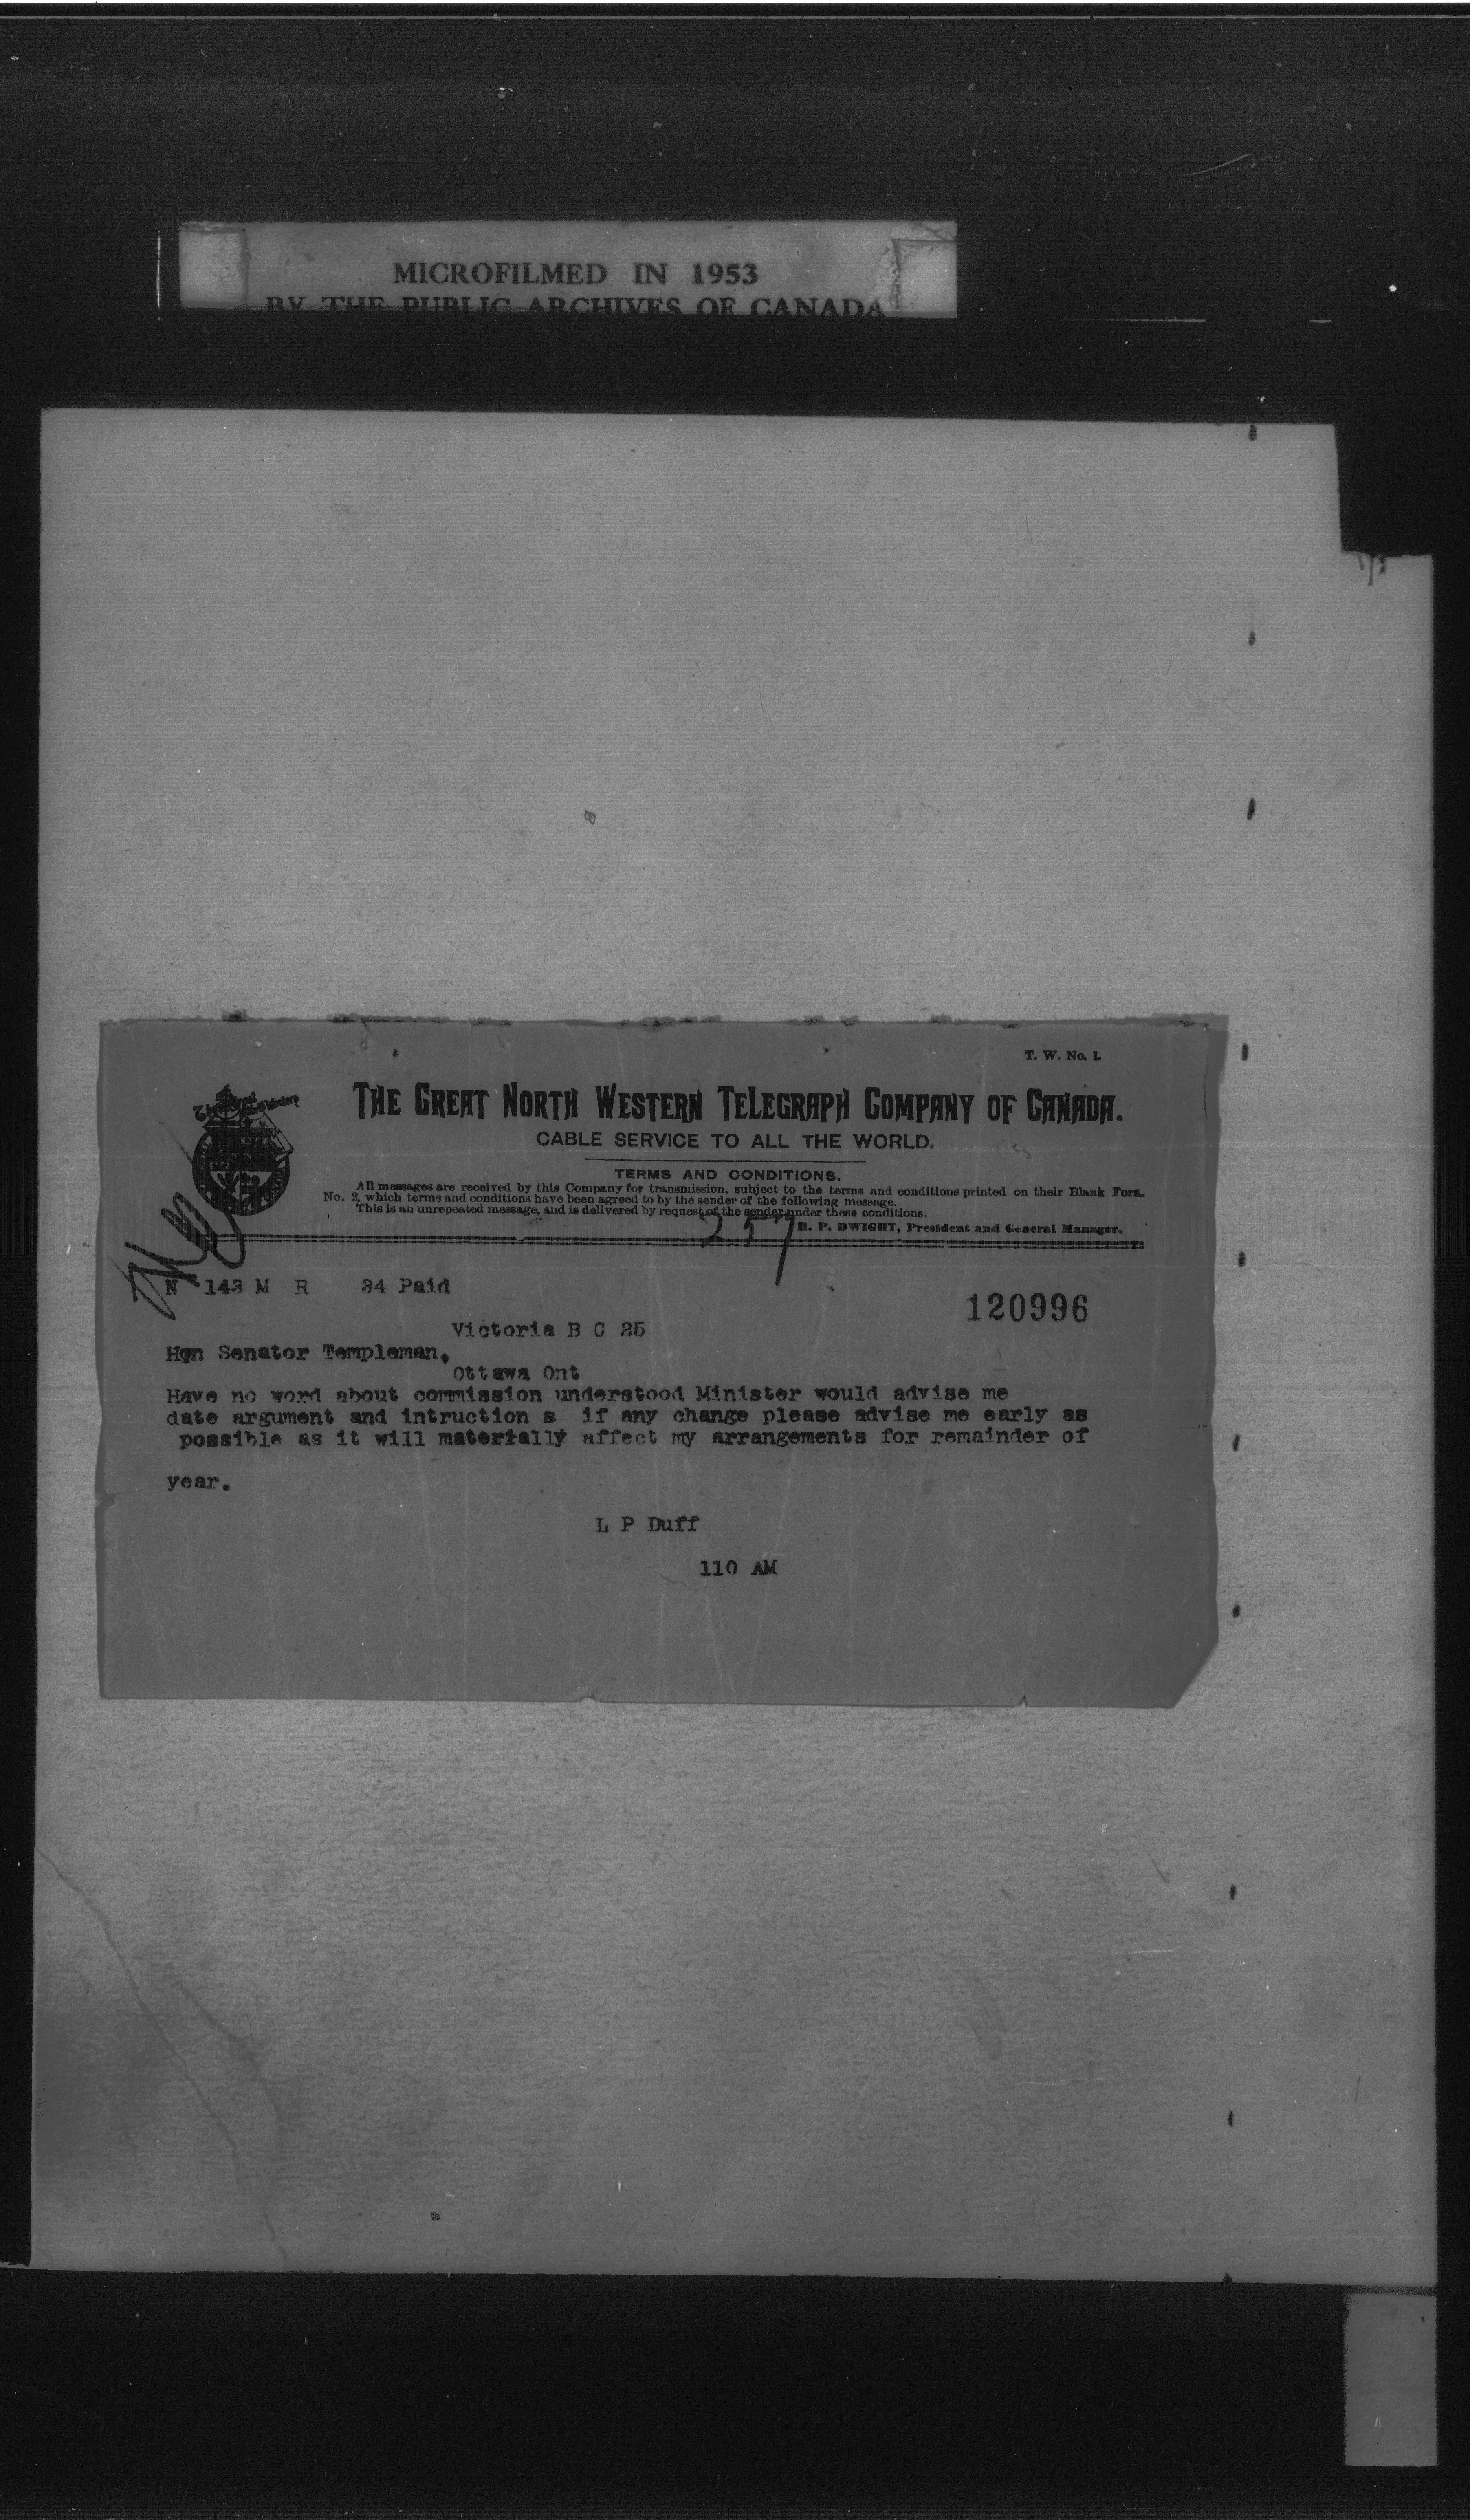 MICROFILMED IN 1953
BY THE PUBLIC ARCHIVES OF CANADA
T. W. No. 1.
THE GREAT NORTH WESTERN TELEGRAPH COMPANY OF CANADA.
CABLE SERVICE TO ALL THE WORLD.
TERMS AND CONDITIONS.
All messages are received by this Company for transmission, subject to the terms and conditions printed on their Blank Form
No. 2, which terms and conditions have been agreed to by the sender of the following message.
This is an unrepeated message, and is delivered by request of the sender under these conditions.
H. P. DWIGHT, President and General Manager.
257
N 143 M R 34 Paid
120996
Victoria B C 25
Hon Senator Templeman,
Ottawa Ont
Have no word about commission understood Minister would advise me
date argument and intruction s if any change please advise me early as
possible as it will materially affect my arrangements for remainder of
year.
L P Duff
110 AM